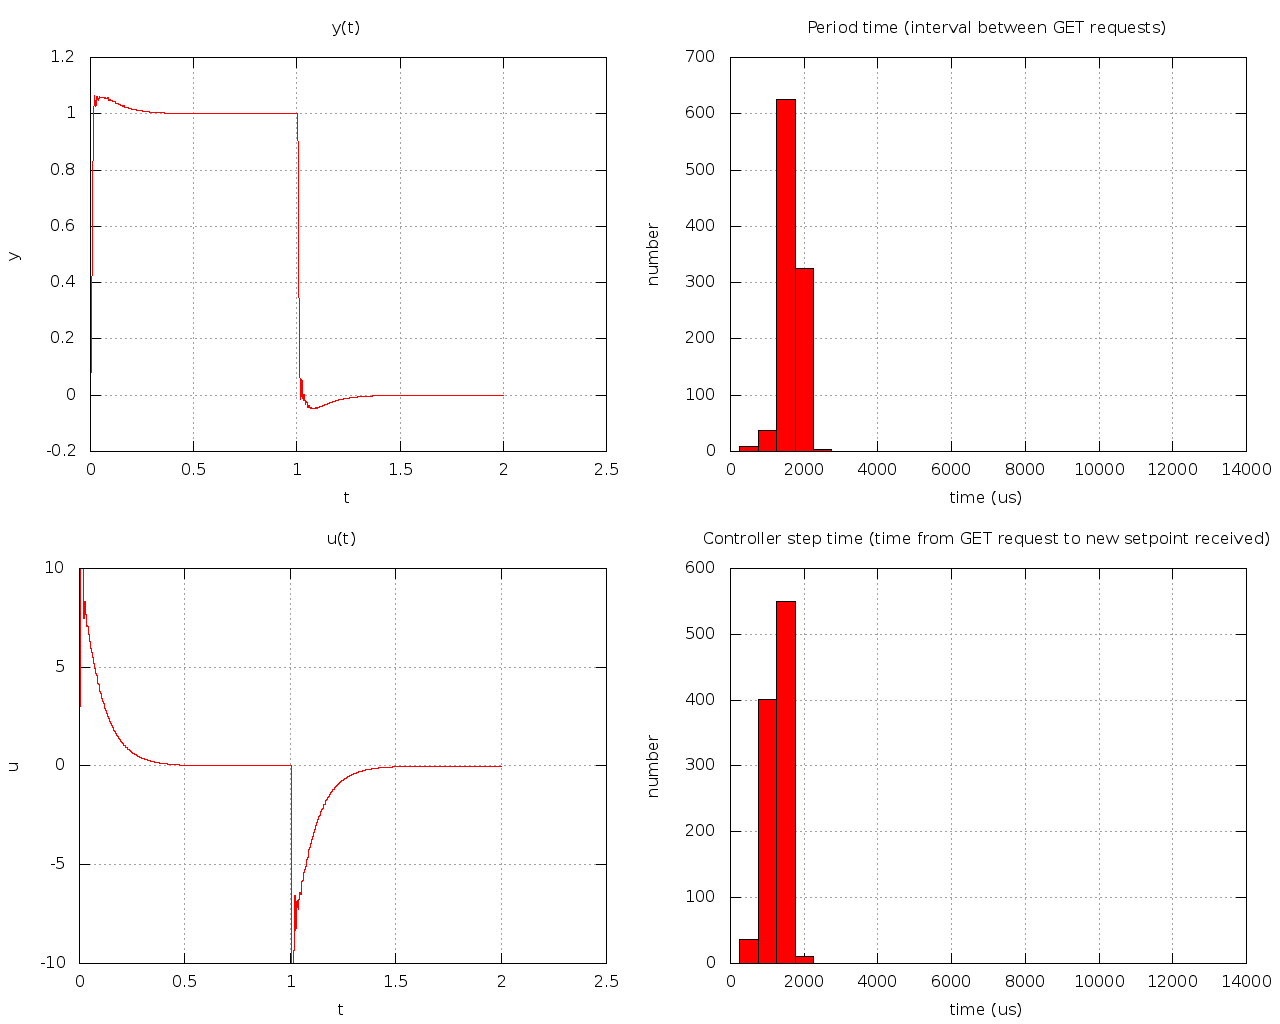 y(t)
1.2
1
0.8
0.6
0.4
0.2
0
-0.2
y
0 0.5 1 1.5 2 2.5
t
Period time (interval between GET requests)
700
600
500
400
300
200
100
0
number
0 2000 4000 6000 8000 10000 12000 14000
time (us)
u(t)
10
5
0
-5
-10
u
0 0.5 1 1.5 2 2.5
t
Controller step time (time from GET request to new setpoint received)
600
500
400
300
200
100
0
number
0 2000 4000 6000 8000 10000 12000 14000
time (us)